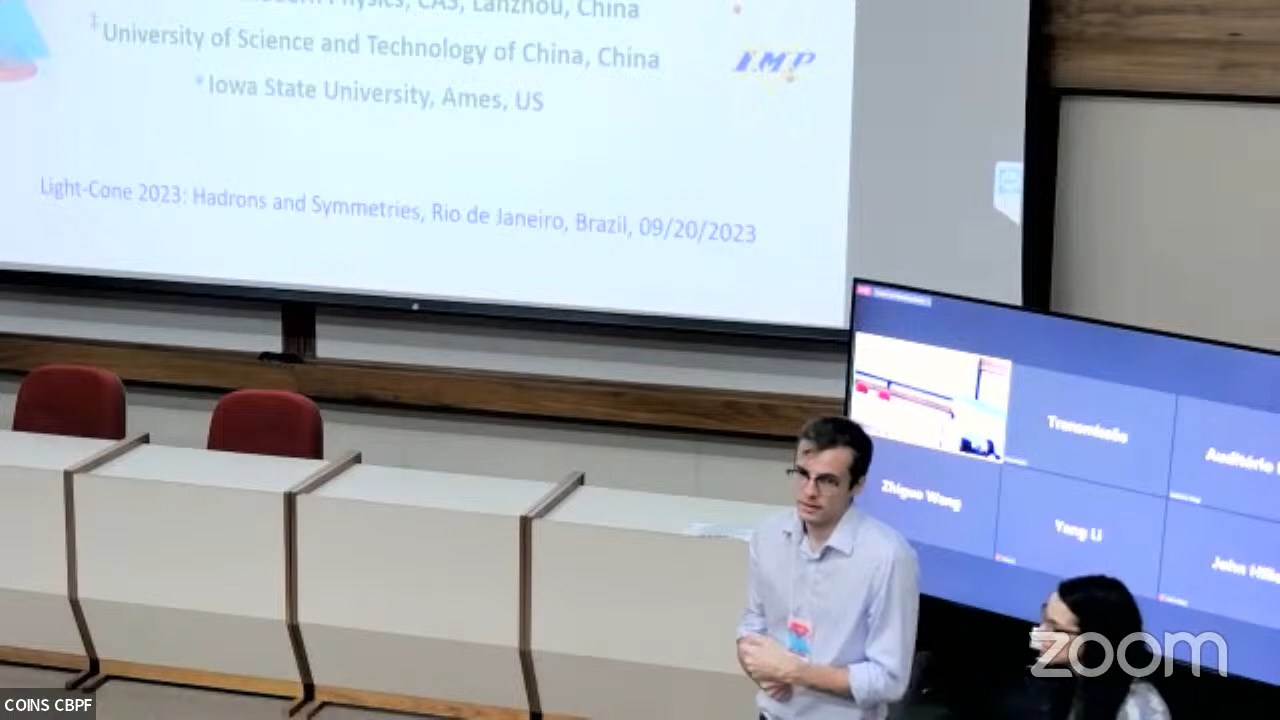 Physics, CAS, Lanzhou, China
‡University of Science and Technology of China, China
*Iowa State University, Ames, US
IMP
Light-Cone 2023: Hadrons and Symmetries, Rio de Janeiro, Brazil, 09/20/2023
Transmissão
Auditório
Zhiguo Wang
Yang Li
John
zoom
COINS CBPF